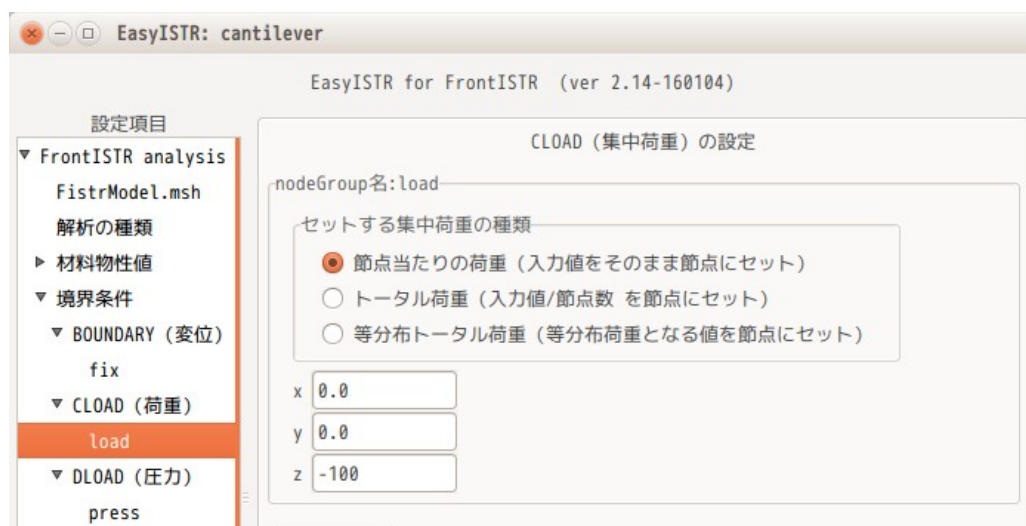 EasyISTR: cantilever
EasyISTR for FrontISTR (ver 2.14-160104)
設定項目
FrontISTR analysis
FistrModel.msh
解析の種類
材料物性値
境界条件
BOUNDARY (変位)
fix
CLOAD (荷重)
load
DLOAD (圧力)
press
CLOAD (集中荷重) の設定
nodeGroup名:load
セットする集中荷重の種類
節点当たりの荷重 (入力値をそのまま節点にセット)
トータル荷重 (入力値/節点数 を節点にセット)
等分布トータル荷重 (等分布荷重となる値を節点にセット)
x 0.0
y 0.0
z -100